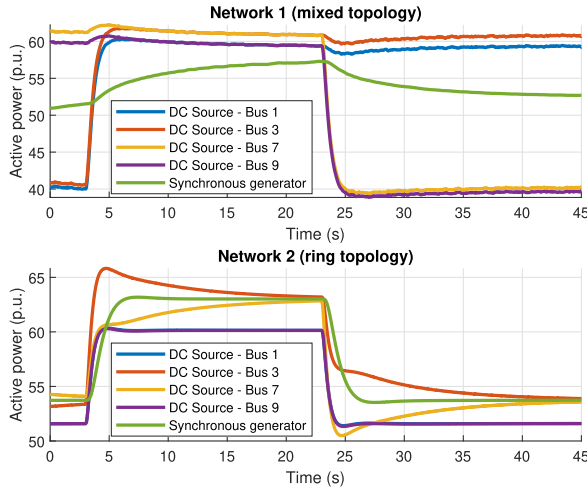 Network 1 (mixed topology)
Active power (p.u.)
60
55
50
45
40
DC Source - Bus 1
DC Source - Bus 3
DC Source - Bus 7
DC Source - Bus 9
Synchronous generator
0 5 10 15 20 25 30 35 40 45
Time (s)
Network 2 (ring topology)
Active power (p.u.)
65
60
55
50
DC Source - Bus 1
DC Source - Bus 3
DC Source - Bus 7
DC Source - Bus 9
Synchronous generator
0 5 10 15 20 25 30 35 40 45
Time (s)